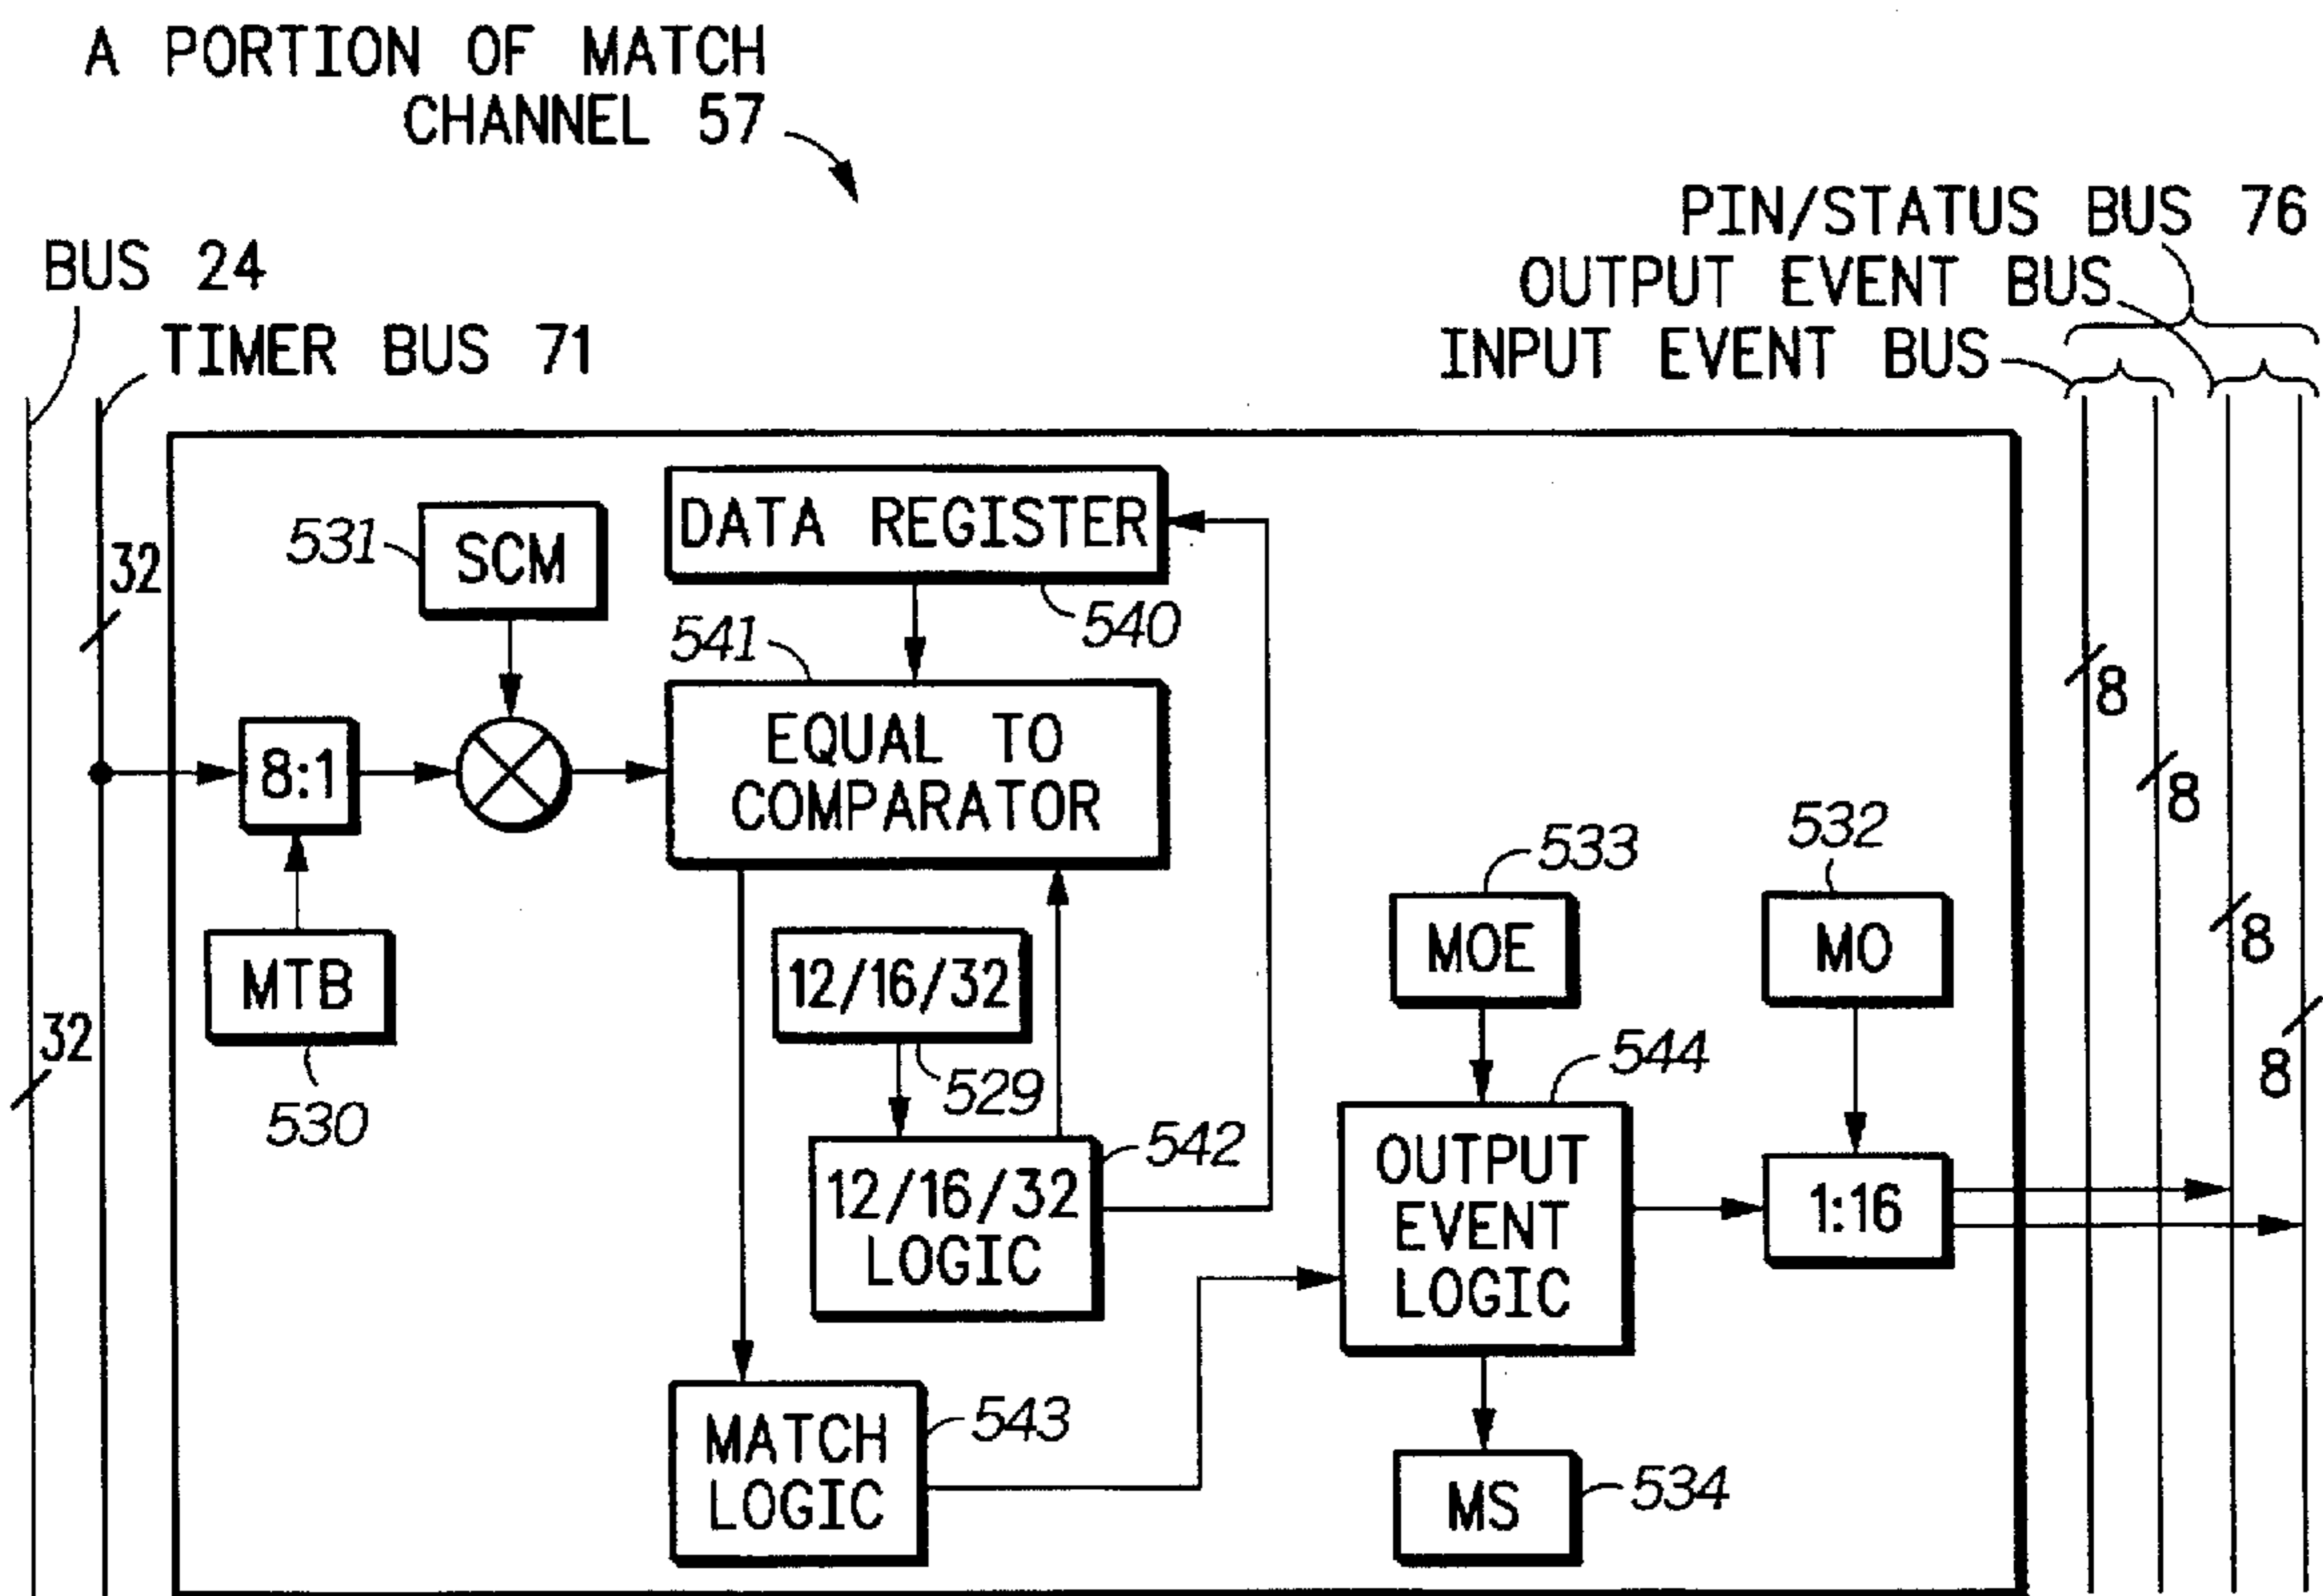 A PORTION OF MATCH
CHANNEL 57
PIN/STATUS BUS 76
BUS 24
OUTPUT EVENT BUS
TIMER BUS 71
INPUT EVENT BUS
531
SCM
DATA REGISTER
32
540
541
8
EQUAL TO
COMPARATOR
8:1
8
533
532
MTB
12/16/32
MOE
MO
8
32
529
544
8
530
542
12/16/32
LOGIC
OUTPUT
EVENT
LOGIC
1:16
MATCH
LOGIC
543
MS
534